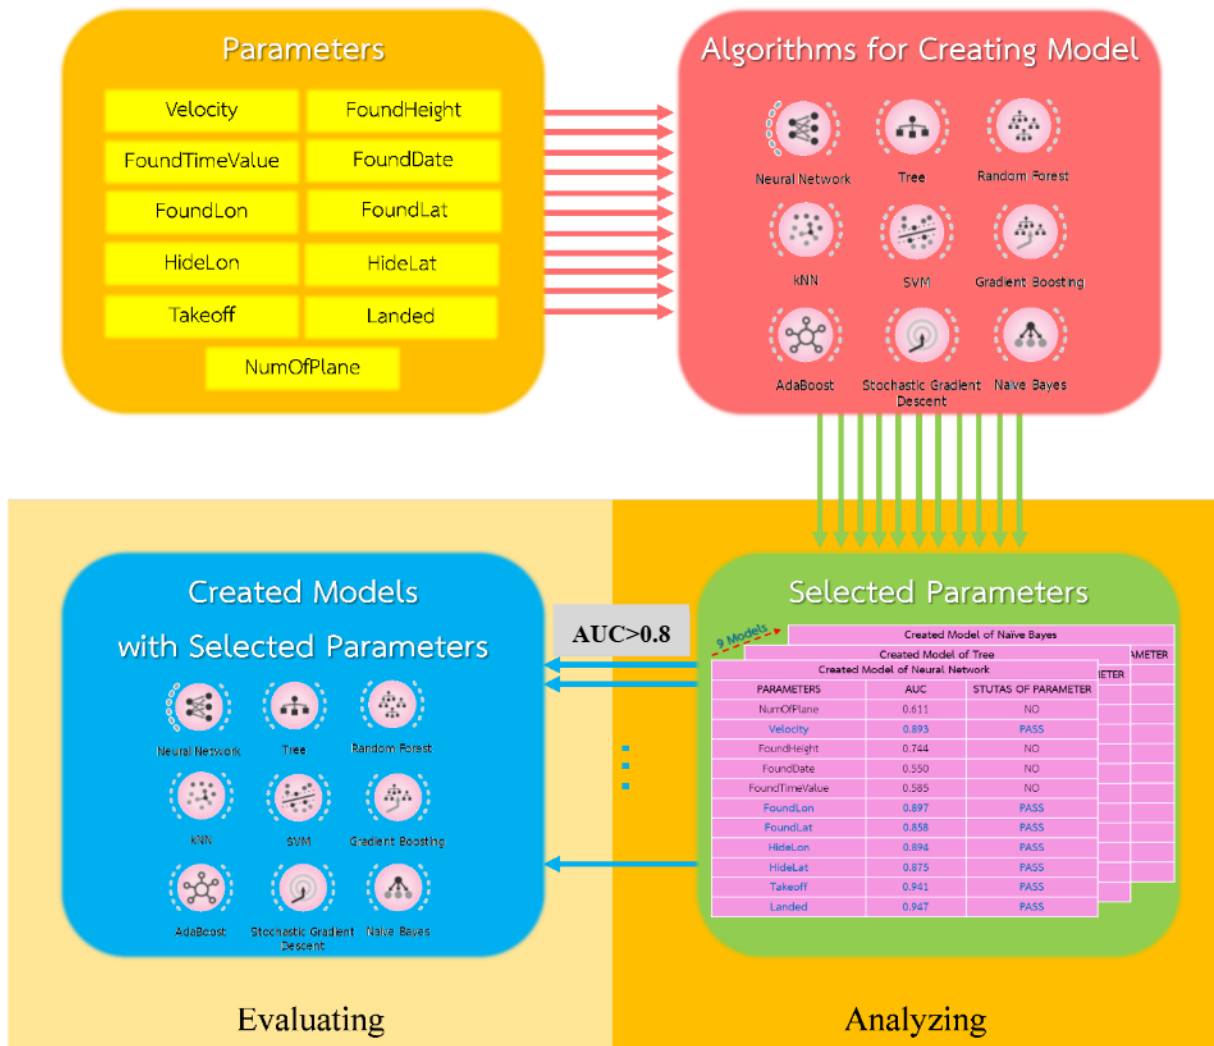 Parameters
Velocity FoundHeight
FoundTimeValue FoundDate
FoundLon FoundLat
HideLon HideLat
Takeoff Landed
NumOfPlane
Algorithms for Creating Model
Neural Network Tree Random Forest
kNN SVM Gradient Boosting
AdaBoost Stochastic Gradient Descent Naive Bayes
Created Models
with Selected Parameters
Neural Network Tree Random Forest
kNN SVM Gradient Boosting
AdaBoost Stochastic Gradient Descent Naive Bayes
Evaluating
AUC>0.8
Selected Parameters
9 Models
Created Model of Naïve Bayes
Created Model of Tree AMETER
Created Model of Neural Network METER
PARAMETERS AUC STUTAS OF PARAMETER
NumOfPlane 0.611 NO
Velocity 0.893 PASS
FoundHeight 0.744 NO
FoundDate 0.550 NO
FoundTimeValue 0.585 NO
FoundLon 0.897 PASS
FoundLat 0.858 PASS
HideLon 0.894 PASS
HideLat 0.875 PASS
Takeoff 0.941 PASS
Landed 0.947 PASS
Analyzing